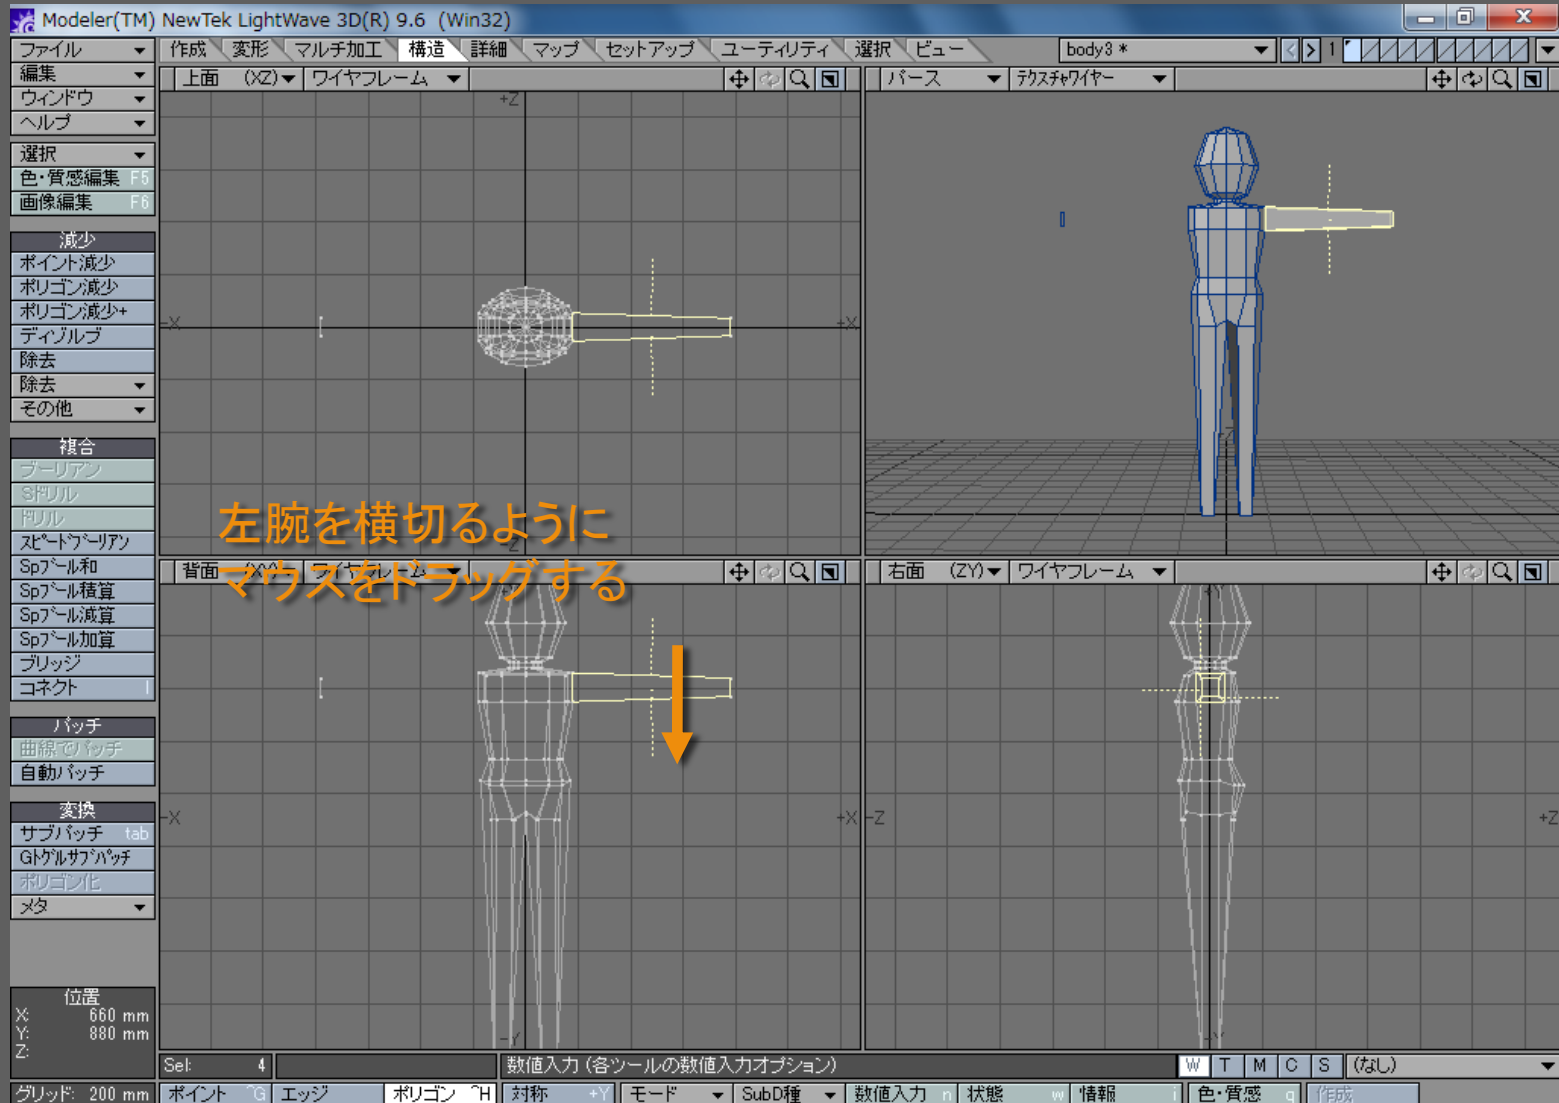 Modeler(TM) NewTek LightWave 3D(R) 9.6 (Win32)
ファイル
作成 変形 マルチ加工 構造 詳細 マップ セットアップ ユーティリティ 選択 ビュー
body3 *
1
編集
ウィンドウ
ヘルプ
選択
色・質感編集 F5
画像編集 F6
減少
ポイント減少
ポリゴン減少
ポリゴン減少+
ディゾルブ
除去
除去
その他
複合
ブーリアン
Sドリル
ドリル
スピードブーリアン
Spブール和
Spブール積算
Spブール減算
Spブール加算
ブリッジ
コネクト l
パッチ
曲線でパッチ
自動パッチ
変換
サブパッチ tab
Gトグルサブパッチ
ポリゴン化
メタ
上面 (XZ) ワイヤフレーム
+Z
-X
+X
-Z
パース テクスチャワイヤー
左腕を横切るように
マウスをドラッグする
背面 (XY) ワイヤフレーム
-X
+X
-Y
右面 (ZY) ワイヤフレーム
+Y
-Z
+Z
-Y
位置
X: 660 mm
Y: 880 mm
Z:
Sel: 4
数値入力 (各ツールの数値入力オプション)
W T M C S (なし)
グリッド: 200 mm
ポイント ^G エッジ ポリゴン ^H 対称 +Y モード SubD種 数値入力 n 状態 w 情報 i 色・質感 q 作成